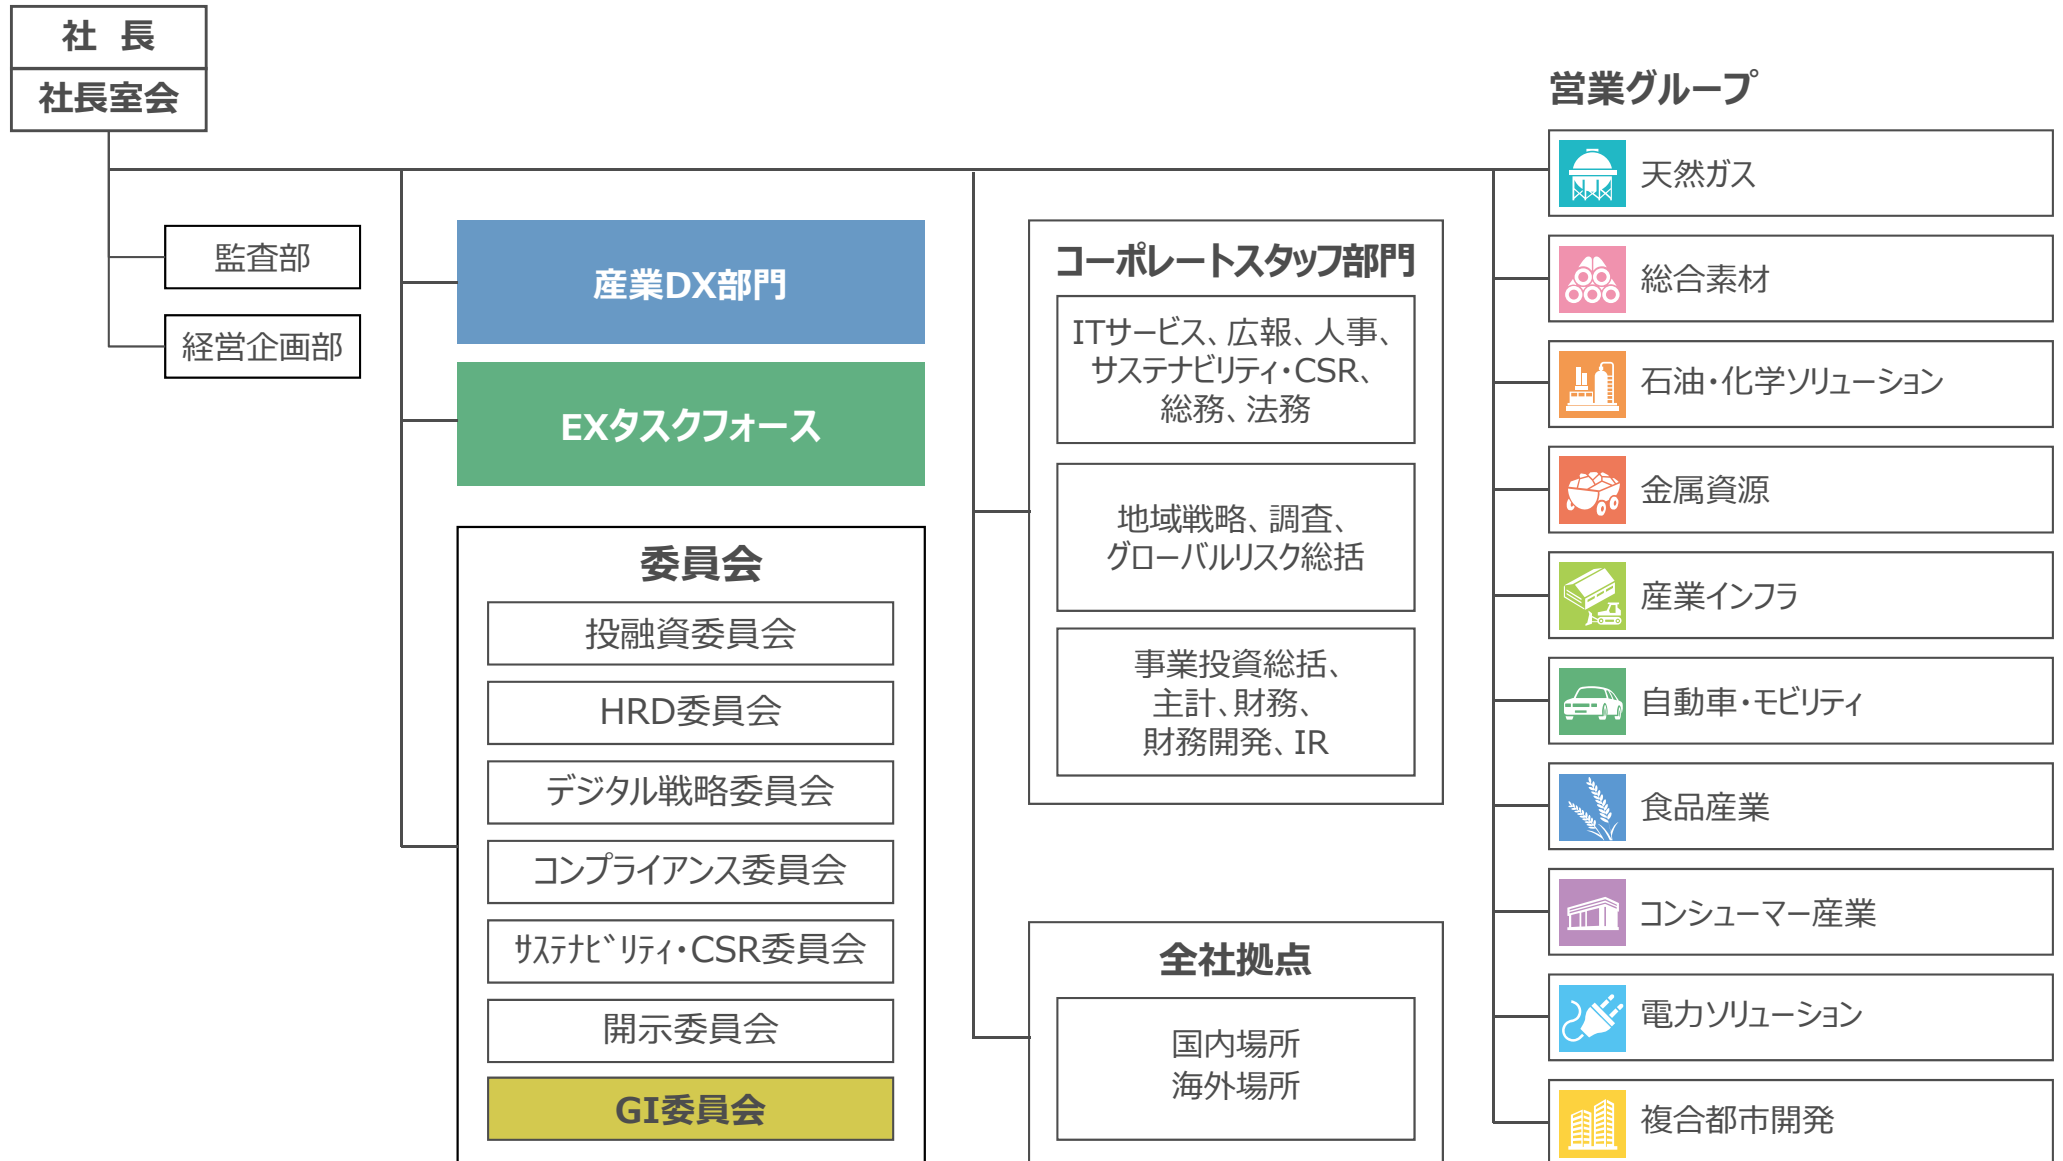 社 長
社長室会
監査部
経営企画部
産業DX部門
EXタスクフォース
委員会
投融資委員会
HRD委員会
デジタル戦略委員会
コンプライアンス委員会
ｻｽﾃﾅﾋﾞﾘﾃｨ・CSR委員会
開示委員会
GI委員会
コーポレートスタッフ部門
ITサービス、広報、人事、
サステナビリティ・CSR、
総務、法務
地域戦略、調査、
グローバルリスク総括
事業投資総括、
主計、財務、
財務開発、IR
全社拠点
国内場所
海外場所
営業グループ
天然ガス
総合素材
石油・化学ソリューション
金属資源
産業インフラ
自動車・モビリティ
食品産業
コンシューマー産業
電力ソリューション
複合都市開発